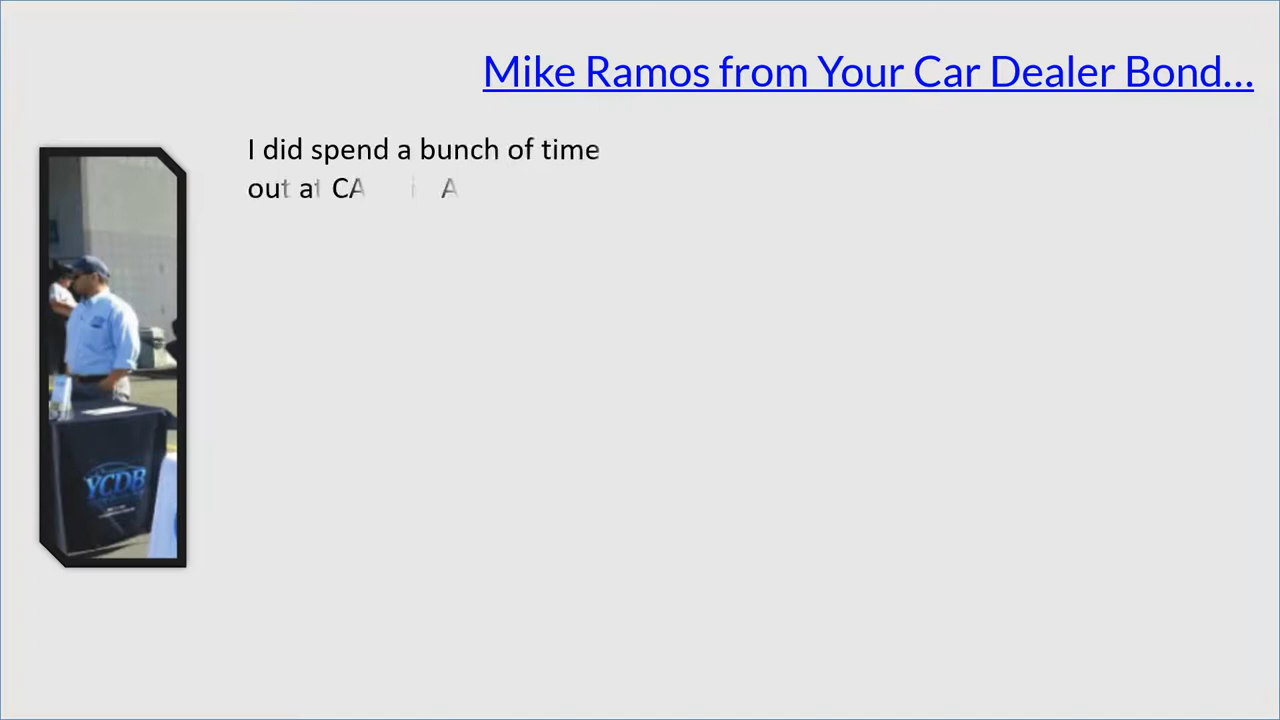 Mike Ramos from Your Car Dealer Bond...
I did spend a bunch of time
out at
YCDB